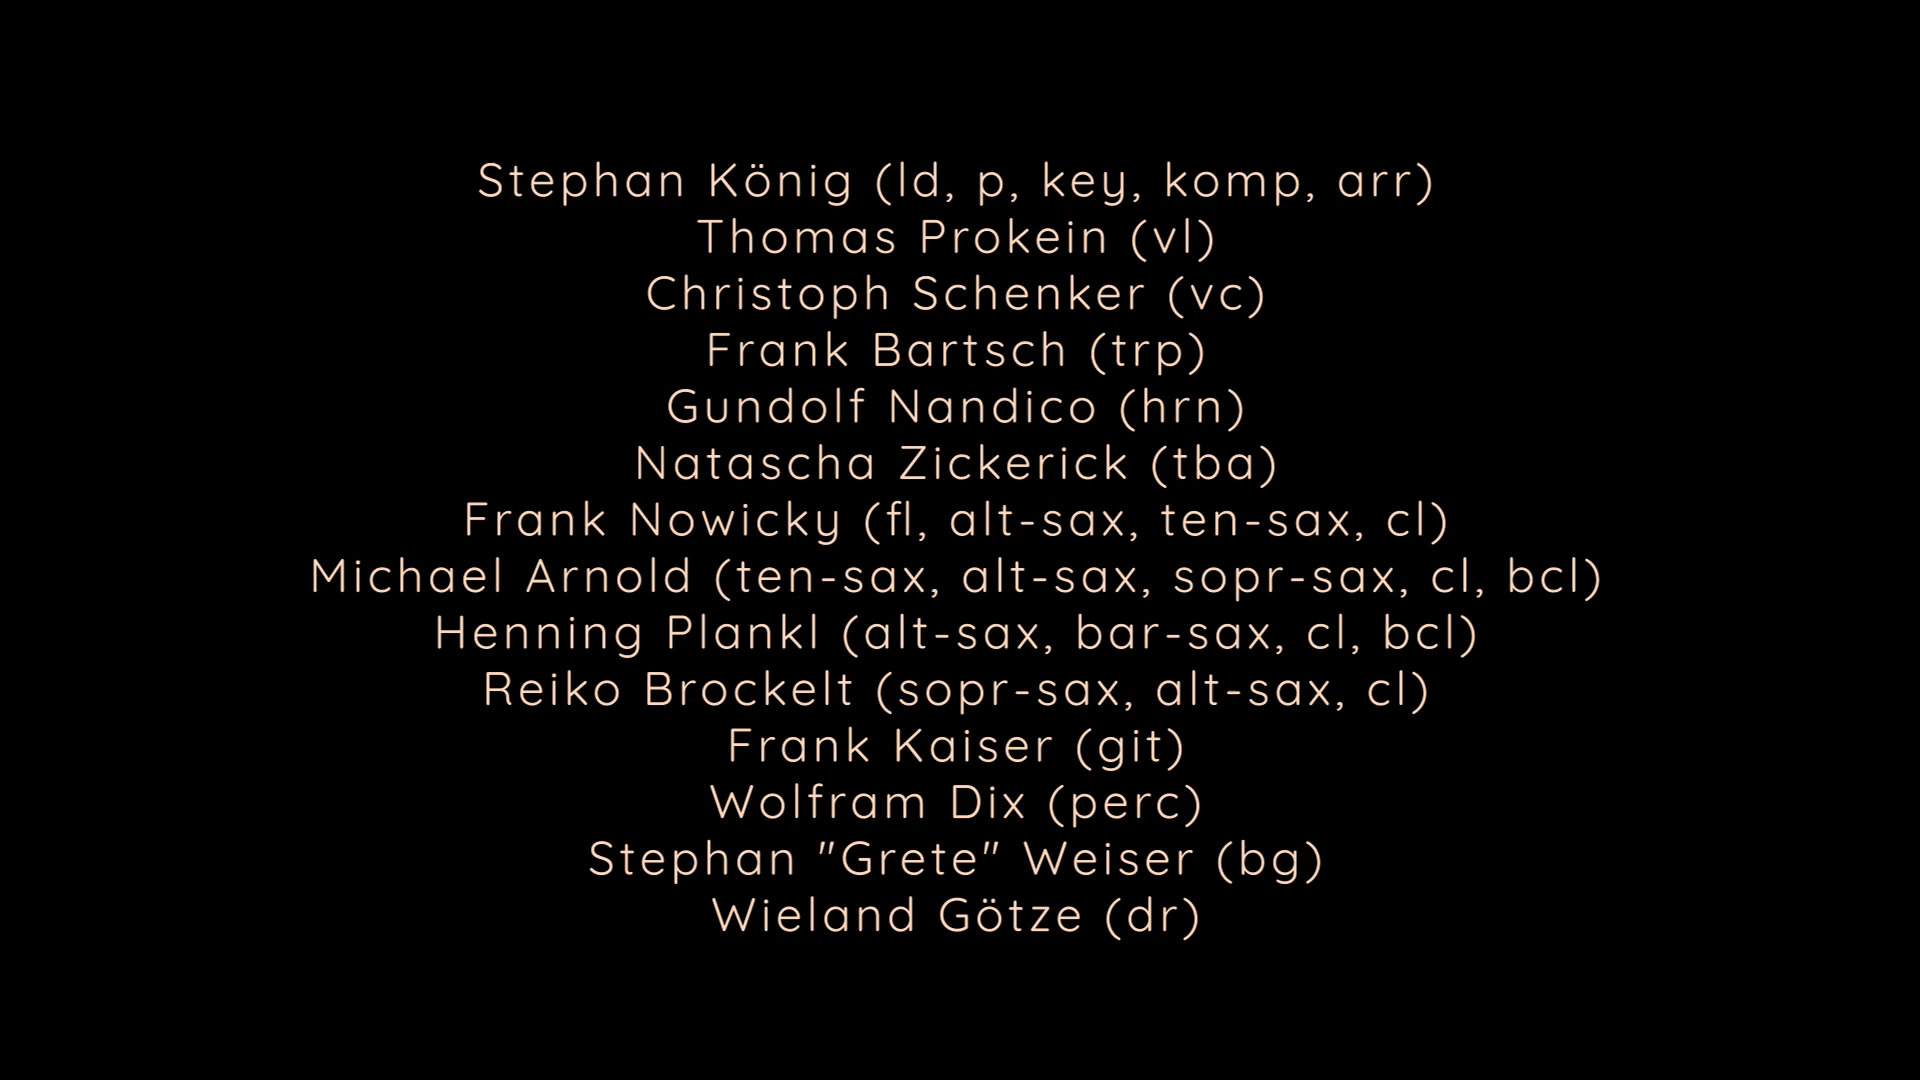 Stephan König (ld, p, key, komp, arr)
Thomas Prokein (vl)
Christoph Schenker (vc)
Frank Bartsch (trp)
Gundolf Nandico (hrn)
Natascha Zickerick (tba)
Frank Nowicky (fl, alt-sax, ten-sax, cl)
Michael Arnold (ten-sax, alt-sax, sopr-sax, cl, bcl)
Henning Plankl (alt-sax, bar-sax, cl, bcl)
Reiko Brockelt (sopr-sax, alt-sax, cl)
Frank Kaiser (git)
Wolfram Dix (perc)
Stephan "Grete" Weiser (bg)
Wieland Götze (dr)